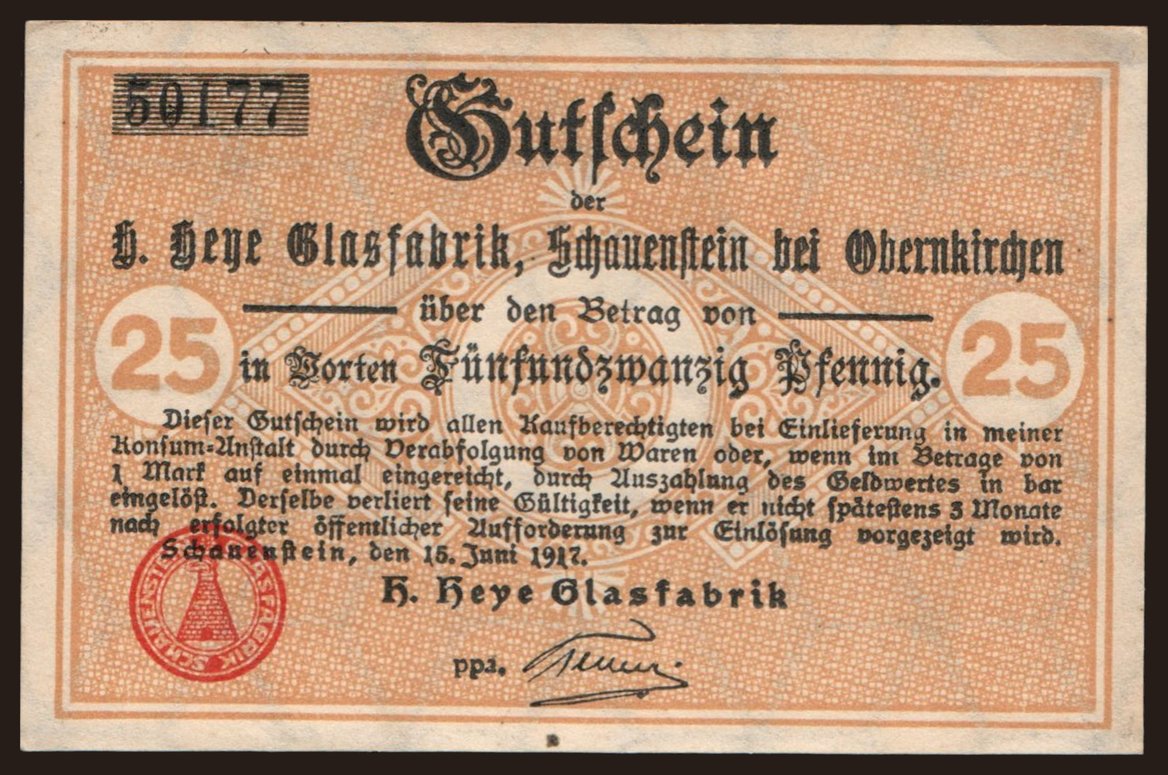 50177
Gutschein
der
H. Heye Glasfabrik, Schauenstein bei Obernkirchen
über den Betrag von
25 in Worten Fünfundzwanzig Pfennig. 25
Dieser Gutschein wird allen Kaufberechtigten bei Einlieferung in meiner
Konsum-Anstalt durch Verabfolgung von Waren oder, wenn im Betrage von
1 Mark auf einmal eingereicht, durch Auszahlung des Geldwertes in bar
eingelöst. Derselbe verliert seine Gültigkeit, wenn er nicht spätestens 3 Monate
nach erfolgter öffentlicher Aufforderung zur Einlösung vorgezeigt wird.
Schauenstein, den 15. Juni 1917.
H. Heye Glasfabrik
ppa.